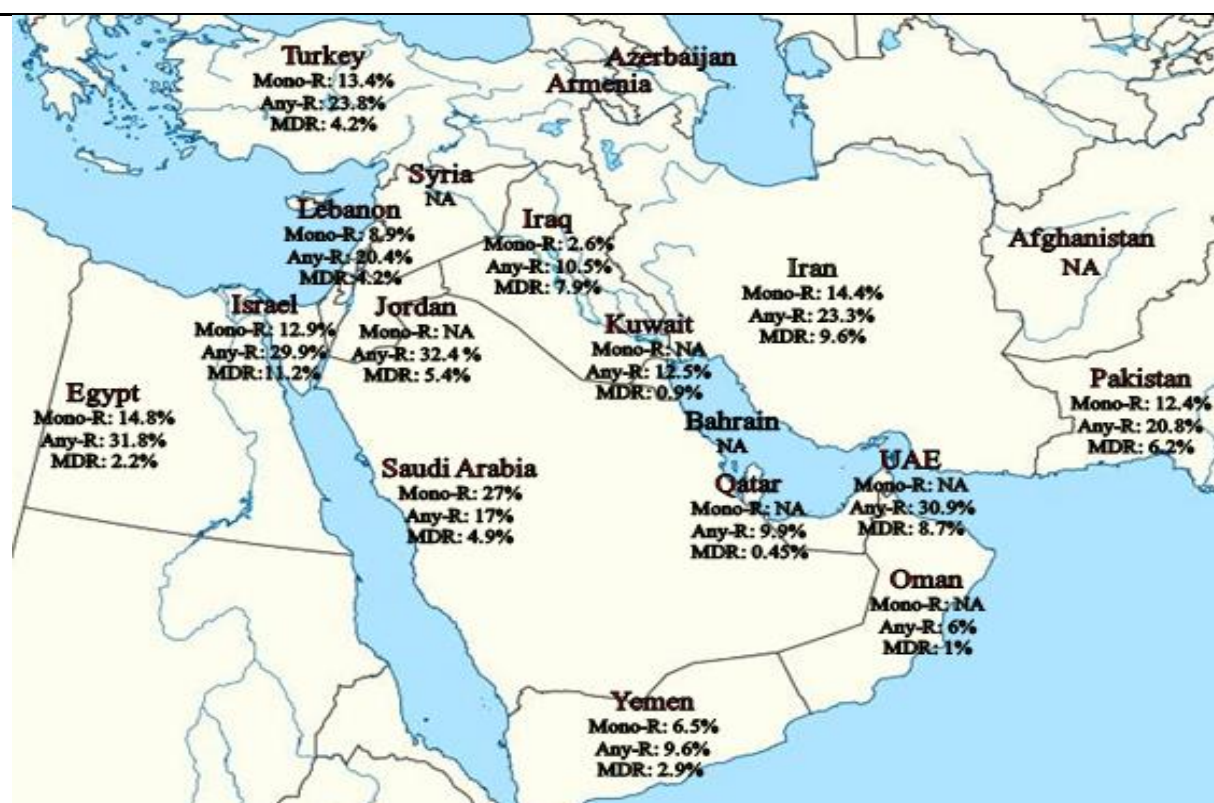 Turkey
Mono-R: 13.4%
Any-R: 23.8%
MDR: 4.2%
Azerbaijan
Armenia
Syria
NA
Lebanon
Mono-R: 8.9%
Any-R: 20.4%
MDR:4.2%
Iraq
Mono-R: 2.6%
Any-R: 10.5%
MDR: 7.9%
Afghanistan
NA
Iran
Mono-R: 14.4%
Any-R: 23.3%
MDR: 9.6%
Israel
Mono-R: 12.9%
Any-R: 29.9%
MDR:11.2%
Jordan
Mono-R: NA
Any-R: 32.4 %
MDR: 5.4%
Kuwait
Mono-R: NA
Any-R: 12.5%
MDR: 0.9%
Egypt
Mono-R: 14.8%
Any-R: 31.8%
MDR: 2.2%
Pakistan
Mono-R: 12.4%
Any-R: 20.8%
MDR: 6.2%
Bahrain
NA
Saudi Arabia
Mono-R: 27%
Any-R: 17%
MDR: 4.9%
Qatar
Mono-R: NA
Any-R: 9.9%
MDR: 0.45%
UAE
Mono-R: NA
Any-R: 30.9%
MDR: 8.7%
Oman
Mono-R: NA
Any-R: 6%
MDR: 1%
Yemen
Mono-R: 6.5%
Any-R: 9.6%
MDR: 2.9%